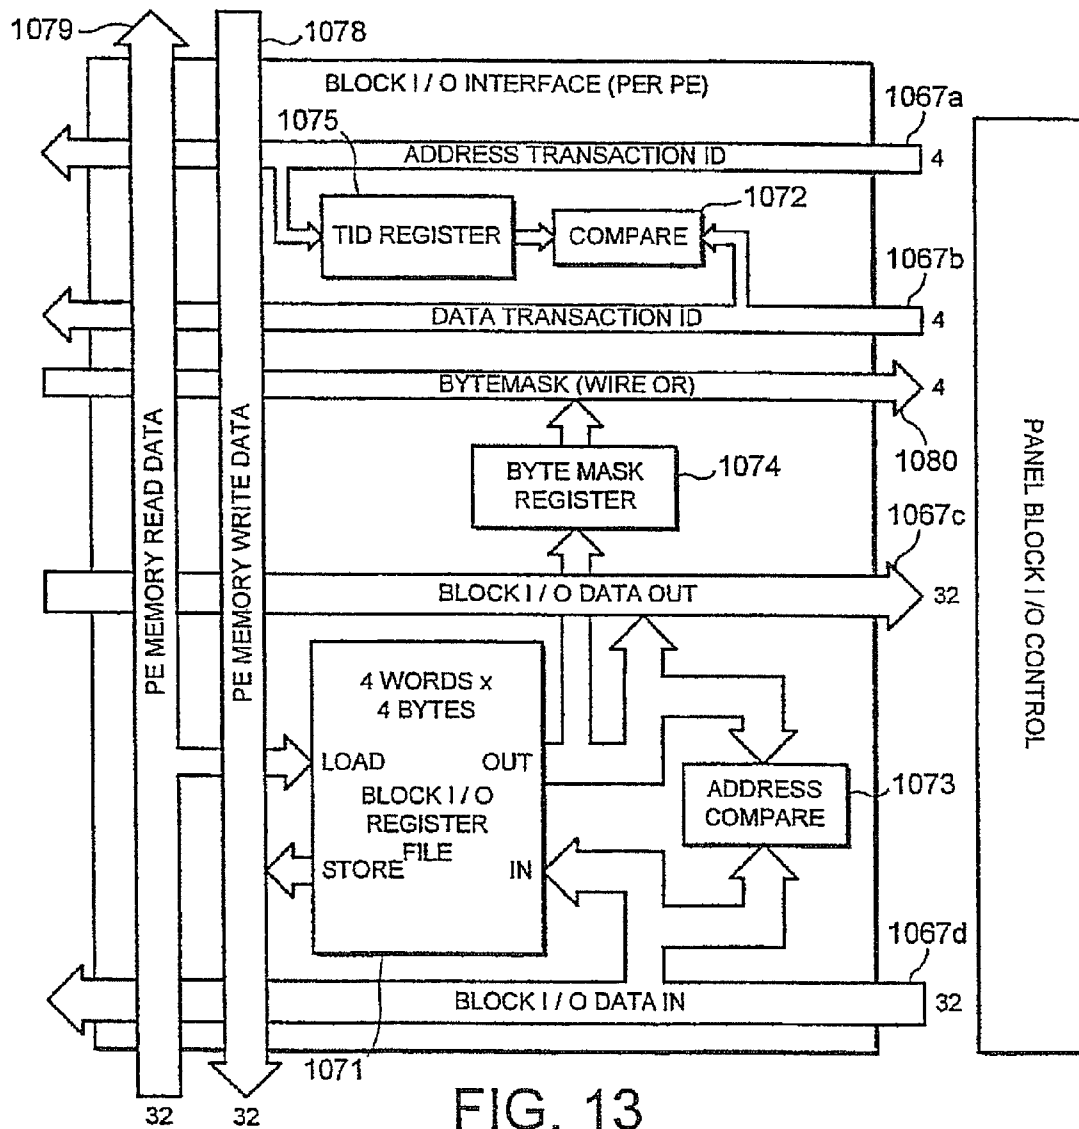 1079
1078
BLOCK I / O INTERFACE (PER PE)
1075
1067a
ADDRESS TRANSACTION ID
4
1072
TID REGISTER
COMPARE
1067b
DATA TRANSACTION ID
4
BYTEMASK (WIRE OR)
4
1080
PE MEMORY READ DATA
PE MEMORY WRITE DATA
BYTE MASK
REGISTER
1074
1067c
BLOCK I / O DATA OUT
32
PANEL BLOCK I / O CONTROL
4 WORDS x
4 BYTES
LOAD
OUT
BLOCK I / O
REGISTER
FILE
STORE
IN
ADDRESS
COMPARE
1073
1067d
BLOCK I / O DATA IN
32
1071
32
32
FIG. 13